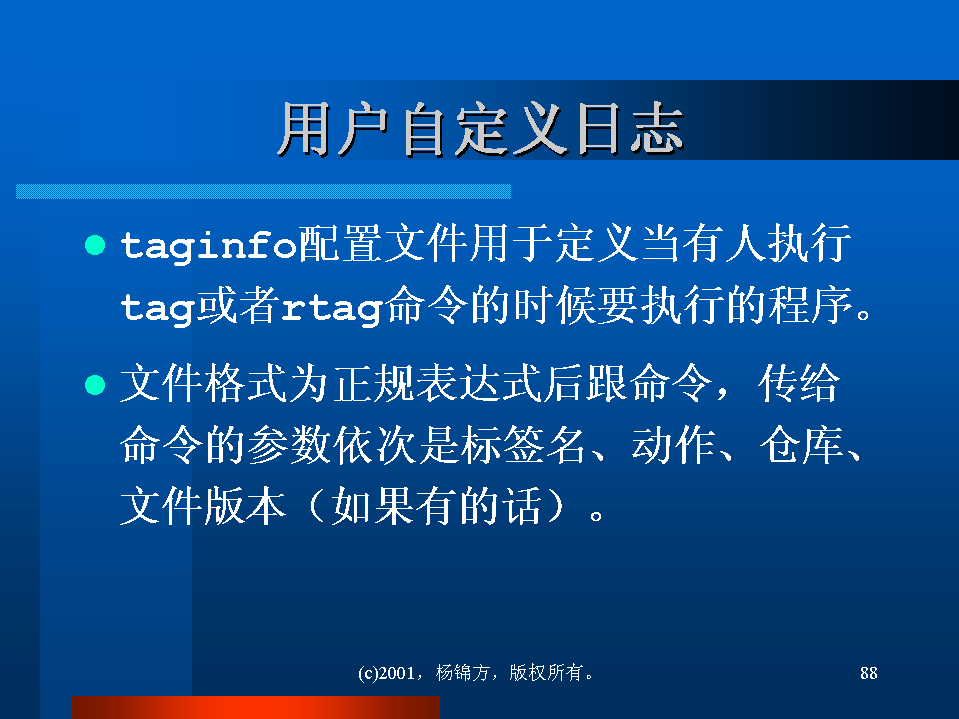 用户自定义日志
taginfo配置文件用于定义当有人执行
tag或者rtag命令的时候要执行的程序。
文件格式为正规表达式后跟命令，传给
命令的参数依次是标签名、动作、仓库、
文件版本（如果有的话）。
(c)2001，杨锦方，版权所有。
88